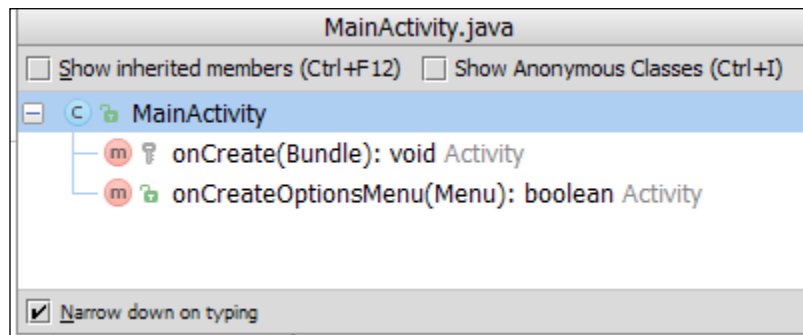 MainActivity.java
Show inherited members (Ctrl+F12) Show Anonymous Classes (Ctrl+I)
C MainActivity
m onCreate(Bundle): void Activity
m onCreateOptionsMenu(Menu): boolean Activity
Narrow down on typing